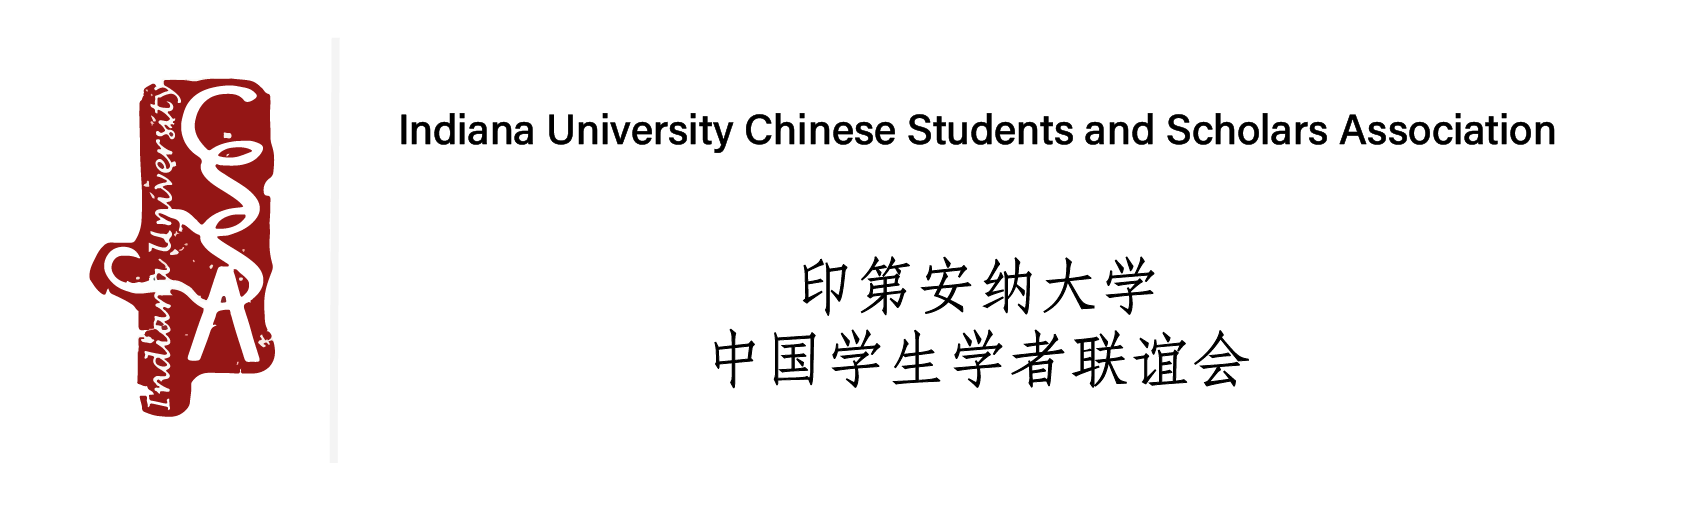 Indiana University
CSSA
Indiana University Chinese Students and Scholars Association
印第安纳大学
中国学生学者联谊会